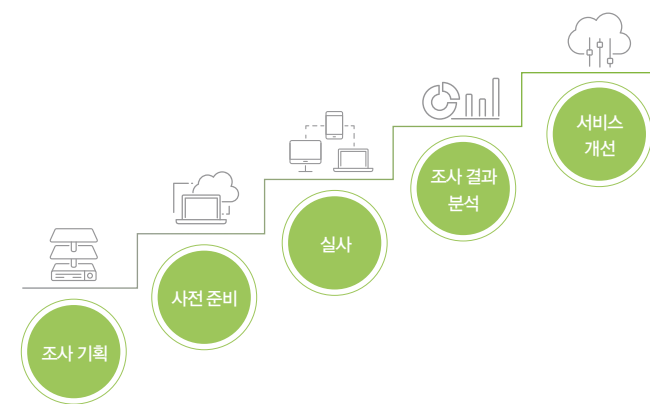 조사 기획
사전 준비
실사
조사 결과
분석
서비스
개선